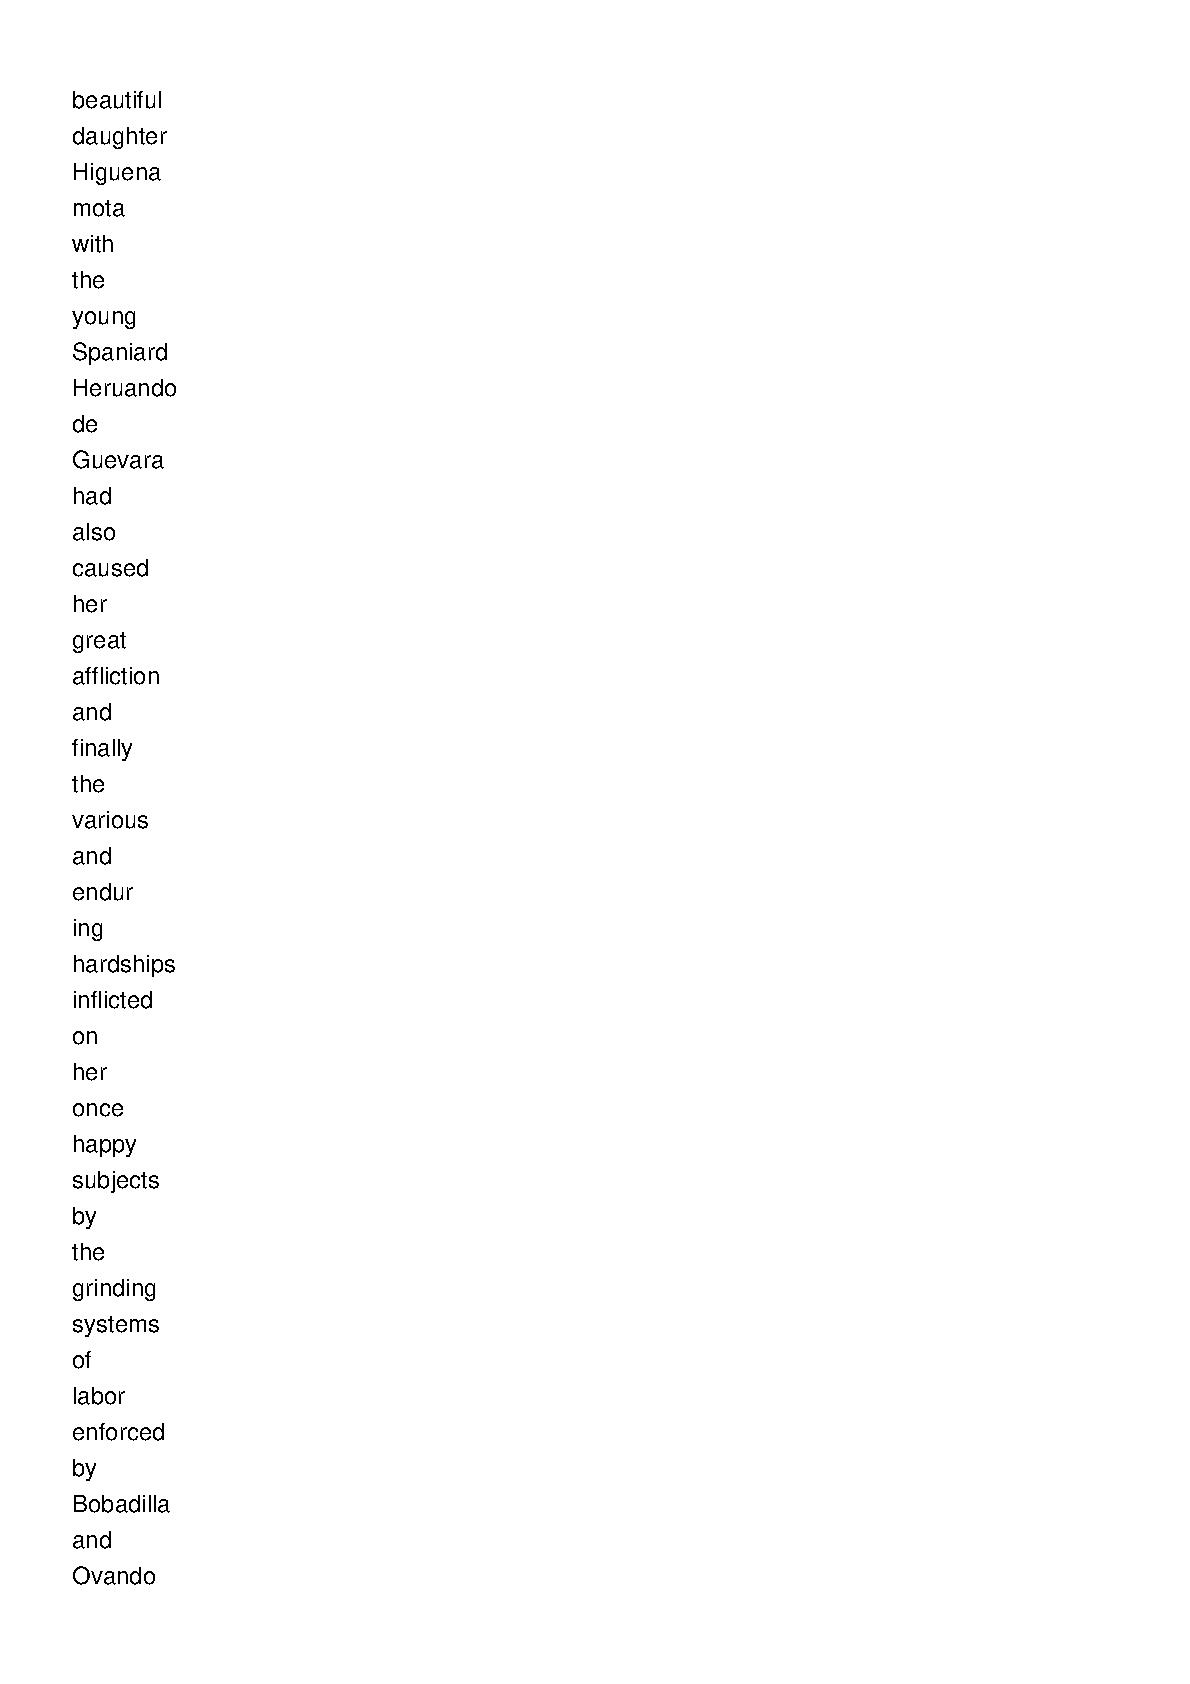 beautiful
daughter
Higuena
mota
with
the
young
Spaniard
Heruando
de
Guevara
had
also
caused
her
great
affliction
and
finally
the
various
and
endur
ing
hardships
inflicted
on
her
once
happy
subjects
by
the
grinding
systems
of
labor
enforced
by
Bobadilla
and
Ovando